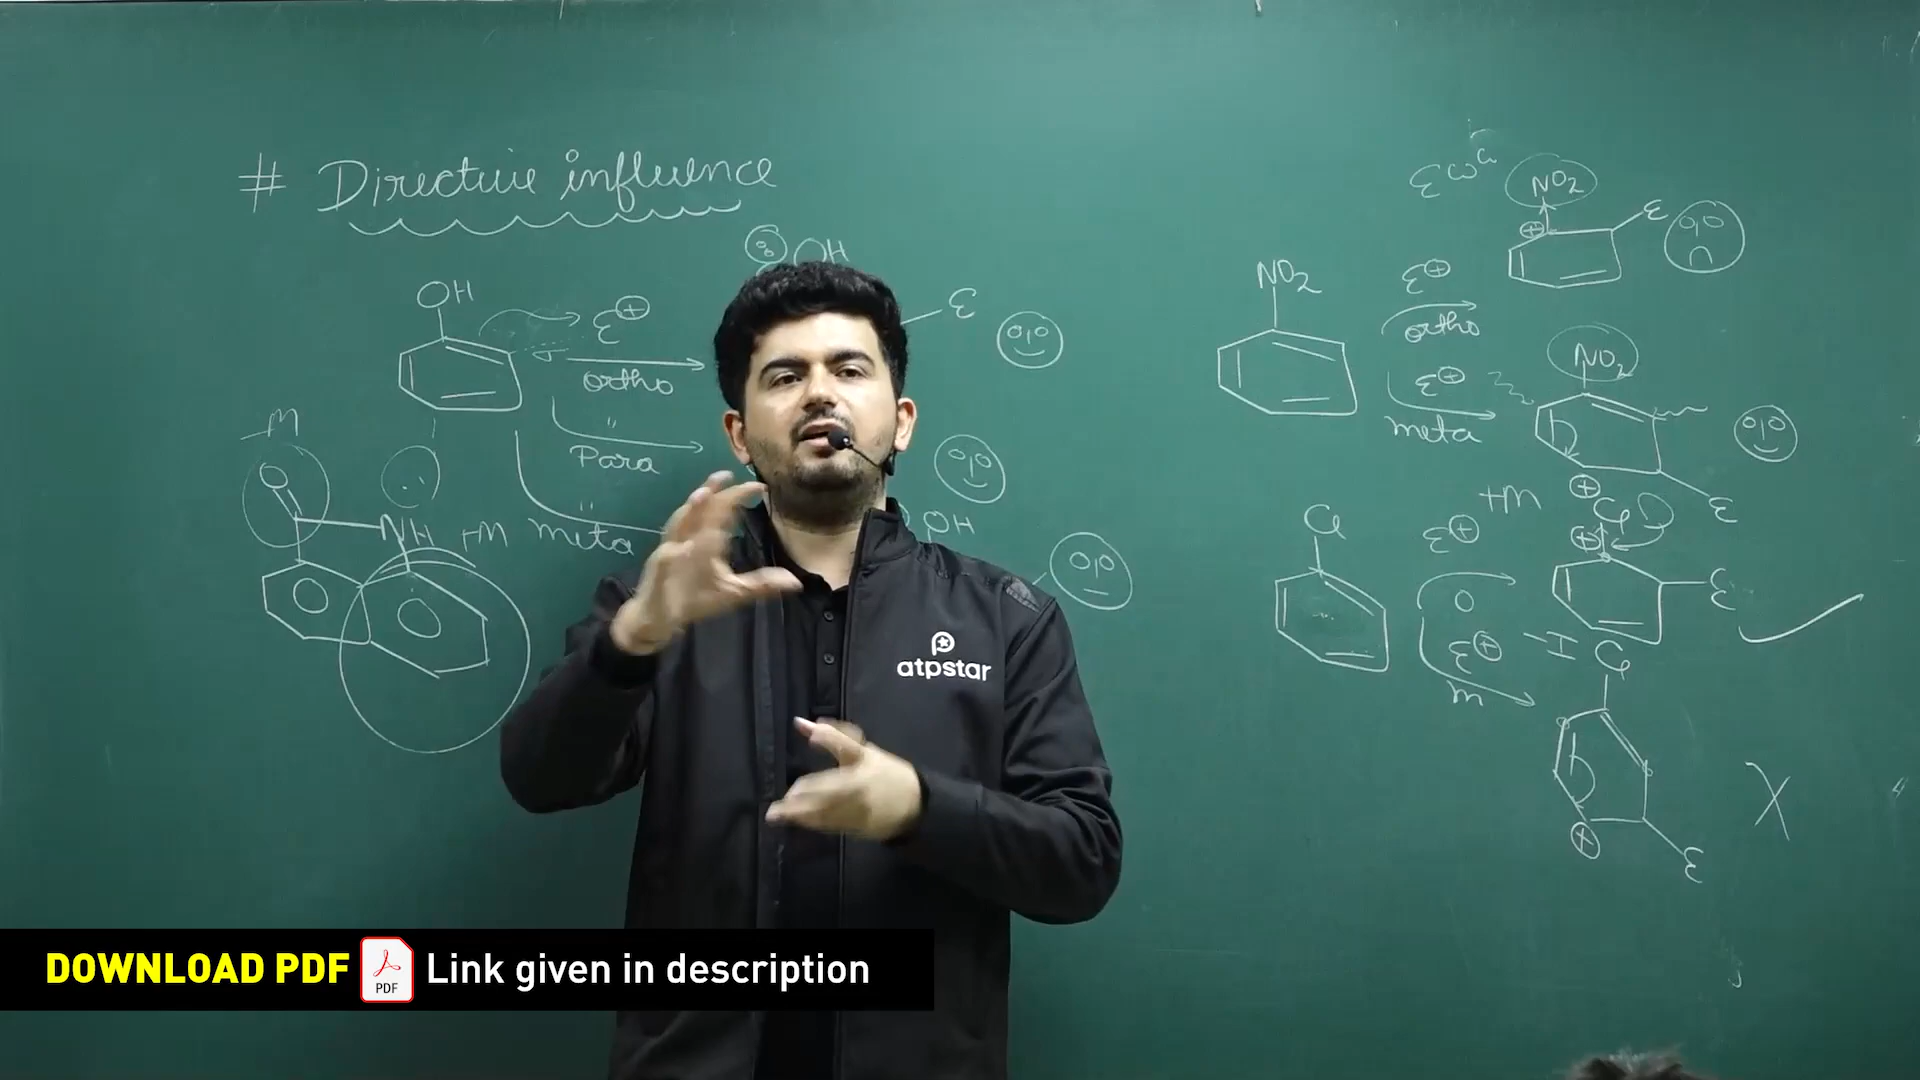 # Directive influence
OH
OH
ε⊕
ortho
ε
"
Para
"
meta
OH
-M
O
NH
+M
NO2
ε⊕
ortho
ε⊕
meta
NO2
ε
⊕
NO2
⊕
ε
Cl
ε⊕
+M
O
ε⊕
-I
m
Cl
⊕
ε
Cl
⊕
ε
X
atpstar
DOWNLOAD PDF PDF Link given in description